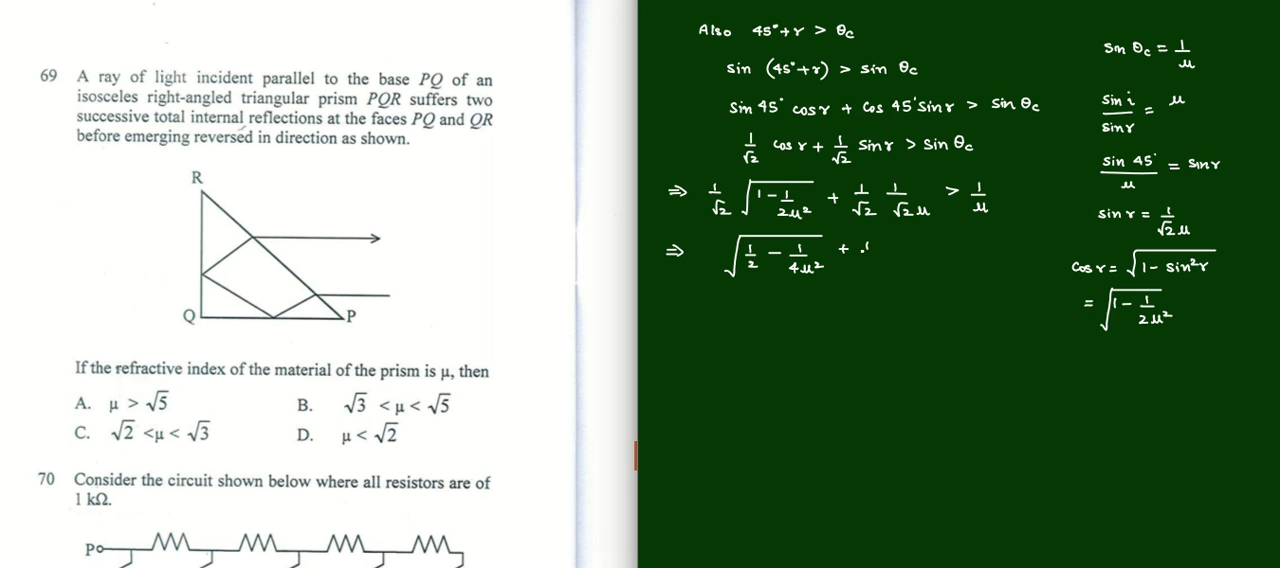 69 A ray of light incident parallel to the base PQ of an
isosceles right-angled triangular prism PQR suffers two
successive total internal reflections at the faces PQ and QR
before emerging reversed in direction as shown.
R
Q
P
If the refractive index of the material of the prism is μ, then
A. μ > √5
B. √3 < μ < √5
C. √2 < μ < √3
D. μ < √2
70 Consider the circuit shown below where all resistors are of
1 kΩ.
P
Also 45° + r > θc
sin (45° + r) > sin θc
Sin 45° cos r + Cos 45° sin r > sin θc
1/√2 cos r + 1/√2 sin r > sin θc
⇒ 1/√2 √(1 - 1/2μ²) + 1/√2 1/√2 μ > 1/μ
⇒ √(1/2 - 1/4μ²) +
Sin θc = 1/μ
sin i / sin r = μ
sin 45° / μ = sin r
sin r = 1/√2 μ
Cos r = √(1 - sin²r)
= √(1 - 1/2μ²)